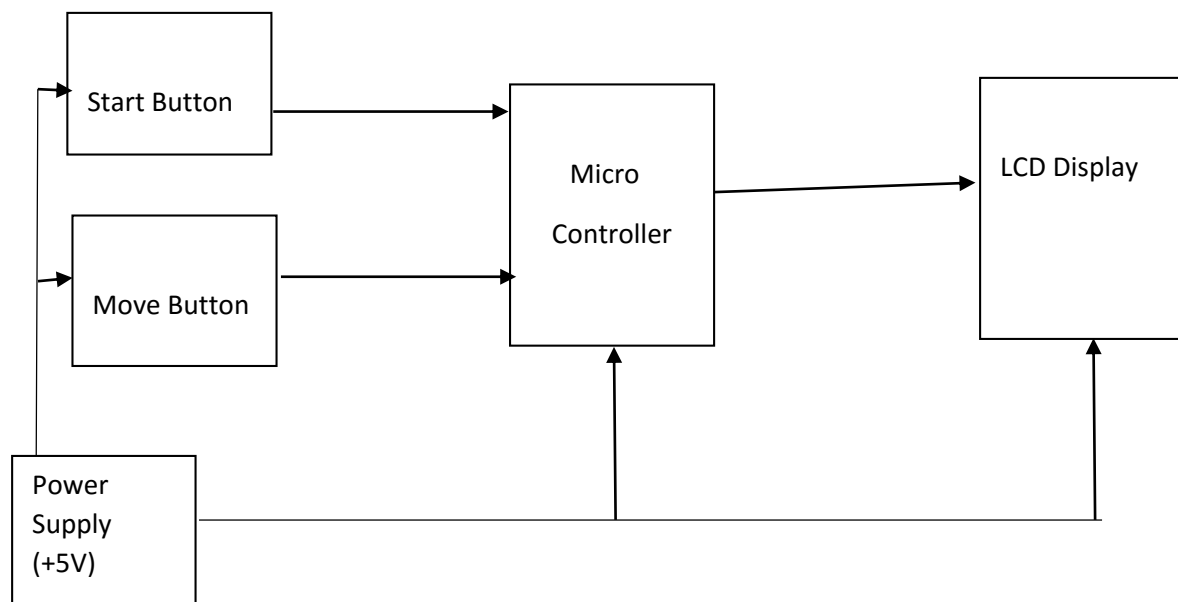 Start Button
Move Button
Micro
Controller
LCD Display
Power
Supply
(+5V)